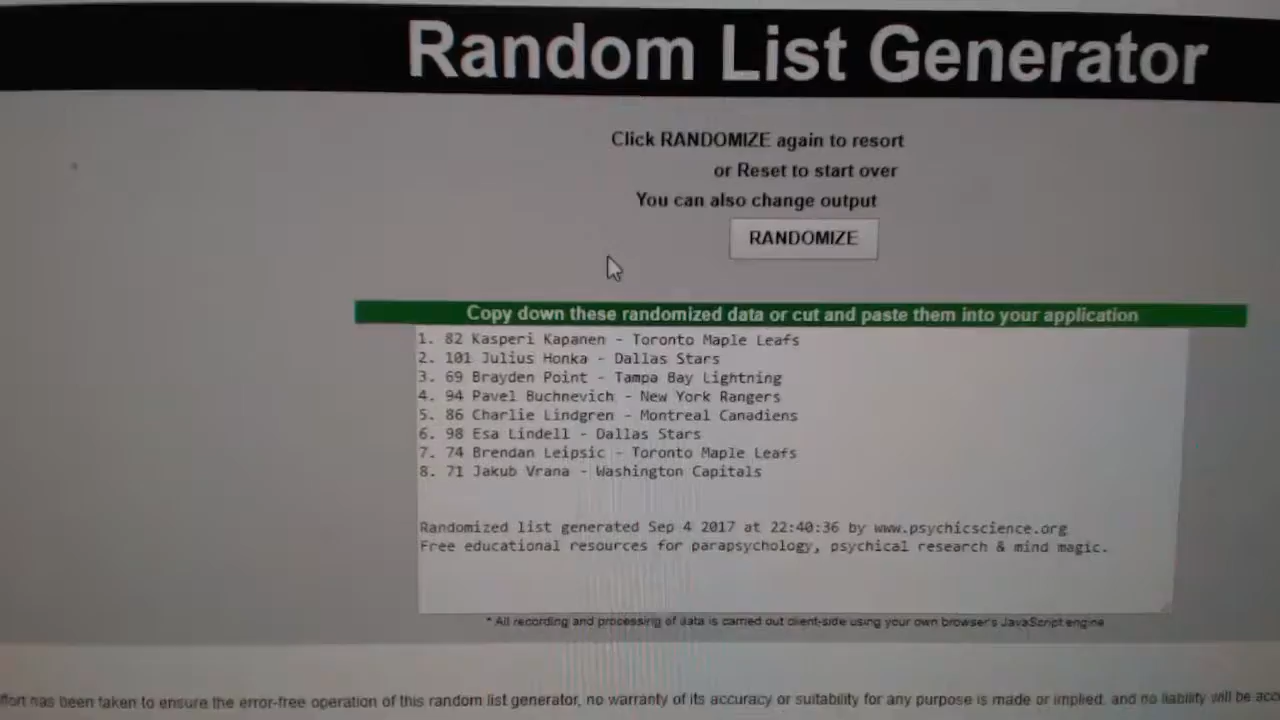 Random List Generator
Click RANDOMIZE again to resort
or Reset to start over
You can also change output
RANDOMIZE
Copy down these randomized data or cut and paste them into your application
1. 82 Kasperi Kapanen - Toronto Maple Leafs
2. 101 Julius Honka - Dallas Stars
3. 69 Brayden Point - Tampa Bay Lightning
4. 94 Pavel Buchnevich - New York Rangers
5. 86 Charlie Lindgren - Montreal Canadiens
6. 98 Esa Lindell - Dallas Stars
7. 74 Brendan Leipsic - Toronto Maple Leafs
8. 71 Jakub Vrana - Washington Capitals
Randomized list generated Sep 4 2017 at 22:40:36 by www.psychicscience.org
Free educational resources for parapsychology, psychical research & mind magic.
* All recording and processing of data is carried out client-side using your own browser's JavaScript engine
has been taken to ensure the error-free operation of this random list generator, no warranty of its accuracy or suitability for any purpose is made or implied, and no liability will be